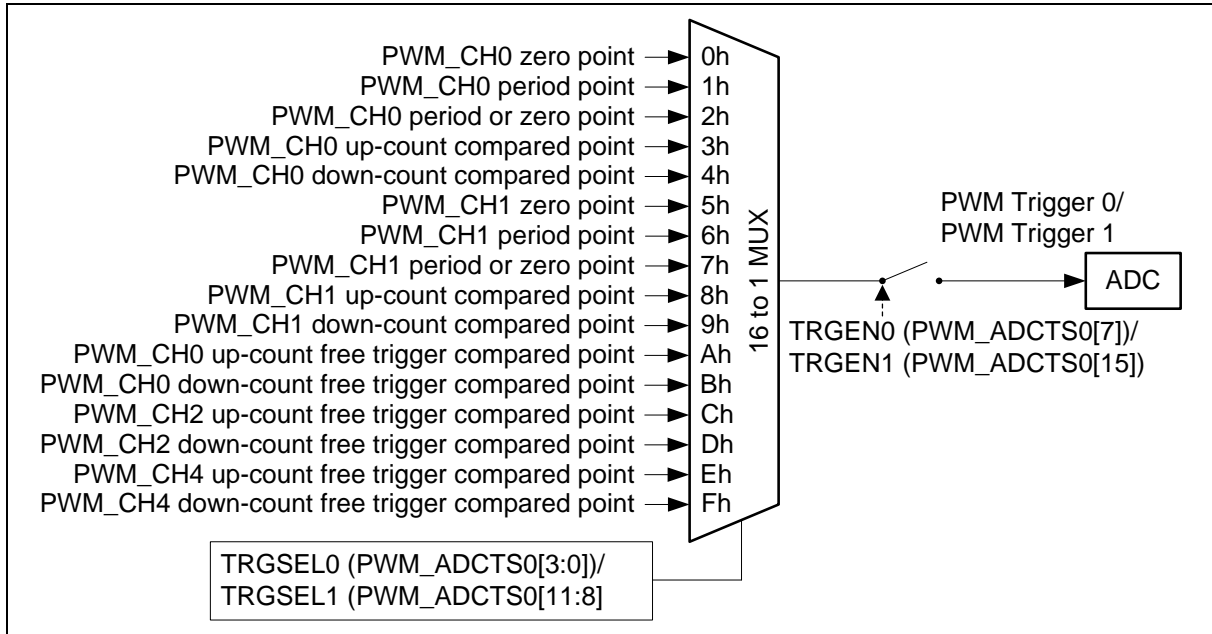 PWM_CH0 zero point
0h
PWM_CH0 period point
1h
PWM_CH0 period or zero point
2h
PWM_CH0 up-count compared point
3h
PWM_CH0 down-count compared point
4h
PWM_CH1 zero point
5h
PWM_CH1 period point
6h
PWM_CH1 period or zero point
7h
PWM_CH1 up-count compared point
8h
PWM_CH1 down-count compared point
9h
PWM_CH0 up-count free trigger compared point
Ah
PWM_CH0 down-count free trigger compared point
Bh
PWM_CH2 up-count free trigger compared point
Ch
PWM_CH2 down-count free trigger compared point
Dh
PWM_CH4 up-count free trigger compared point
Eh
PWM_CH4 down-count free trigger compared point
Fh
16 to 1 MUX
PWM Trigger 0/
PWM Trigger 1
ADC
TRGEN0 (PWM_ADCTS0[7])/
TRGEN1 (PWM_ADCTS0[15])
TRGSEL0 (PWM_ADCTS0[3:0])/
TRGSEL1 (PWM_ADCTS0[11:8]